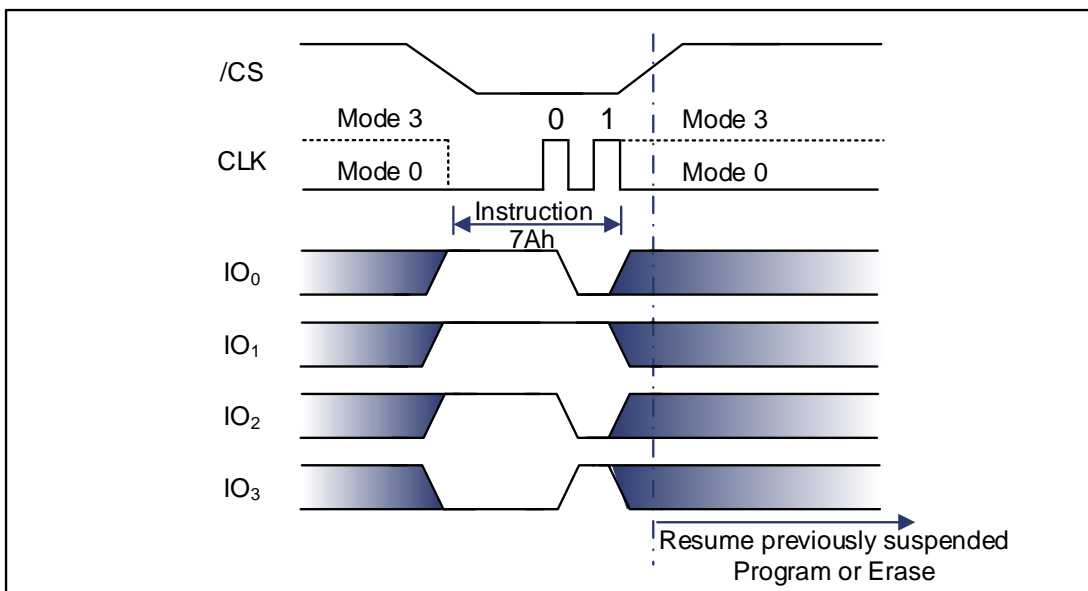 /CS
Mode 3 0 1 Mode 3
CLK
Mode 0 Mode 0
Instruction
7Ah
IO₀
IO₁
IO₂
IO₃
Resume previously suspended
Program or Erase